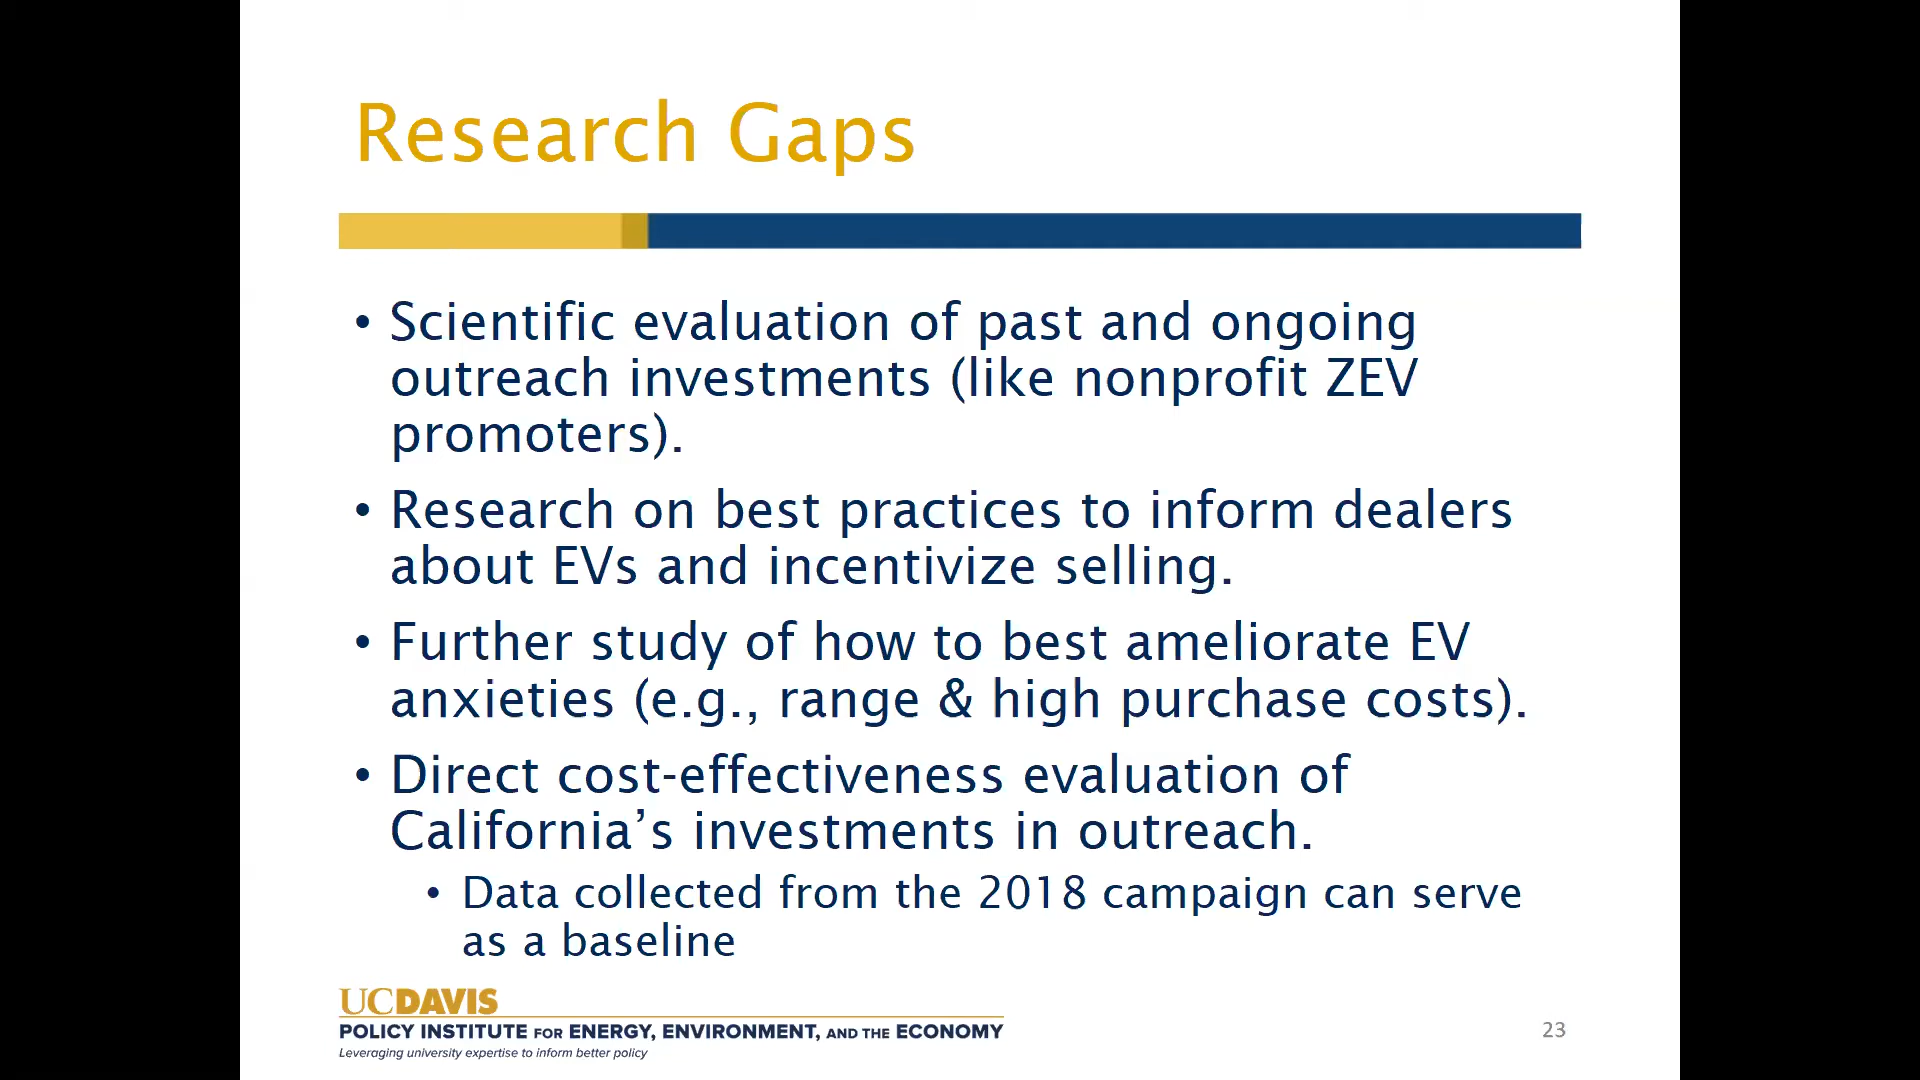 Research Gaps
• Scientific evaluation of past and ongoing
outreach investments (like nonprofit ZEV
promoters).
• Research on best practices to inform dealers
about EVs and incentivize selling.
• Further study of how to best ameliorate EV
anxieties (e.g., range & high purchase costs).
• Direct cost-effectiveness evaluation of
California’s investments in outreach.
• Data collected from the 2018 campaign can serve
as a baseline
UCDAVIS
POLICY INSTITUTE FOR ENERGY, ENVIRONMENT, AND THE ECONOMY
Leveraging university expertise to inform better policy
23